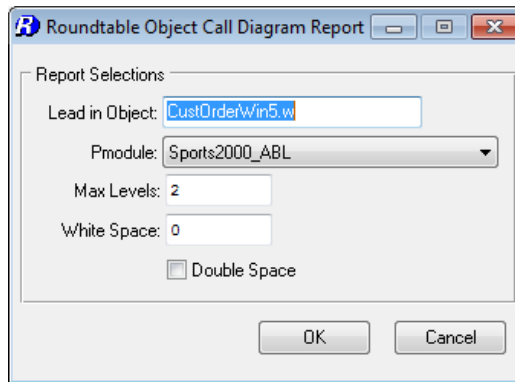 Roundtable Object Call Diagram Report
Report Selections
Lead in Object: CustOrderWin5.w
Pmodule: Sports2000_ABL
Max Levels: 2
White Space: 0
Double Space
OK Cancel